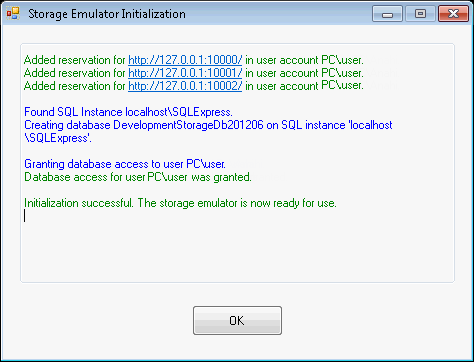 Storage Emulator Initialization
Added reservation for http://127.0.0.1:10000/ in user account PC\user.
Added reservation for http://127.0.0.1:10001/ in user account PC\user.
Added reservation for http://127.0.0.1:10002/ in user account PC\user.
Found SQL Instance localhost\SQLExpress.
Creating database DevelopmentStorageDb201206 on SQL instance 'localhost
\SQLExpress'.
Granting database access to user PC\user.
Database access for user PC\user was granted.
Initialization successful. The storage emulator is now ready for use.
OK